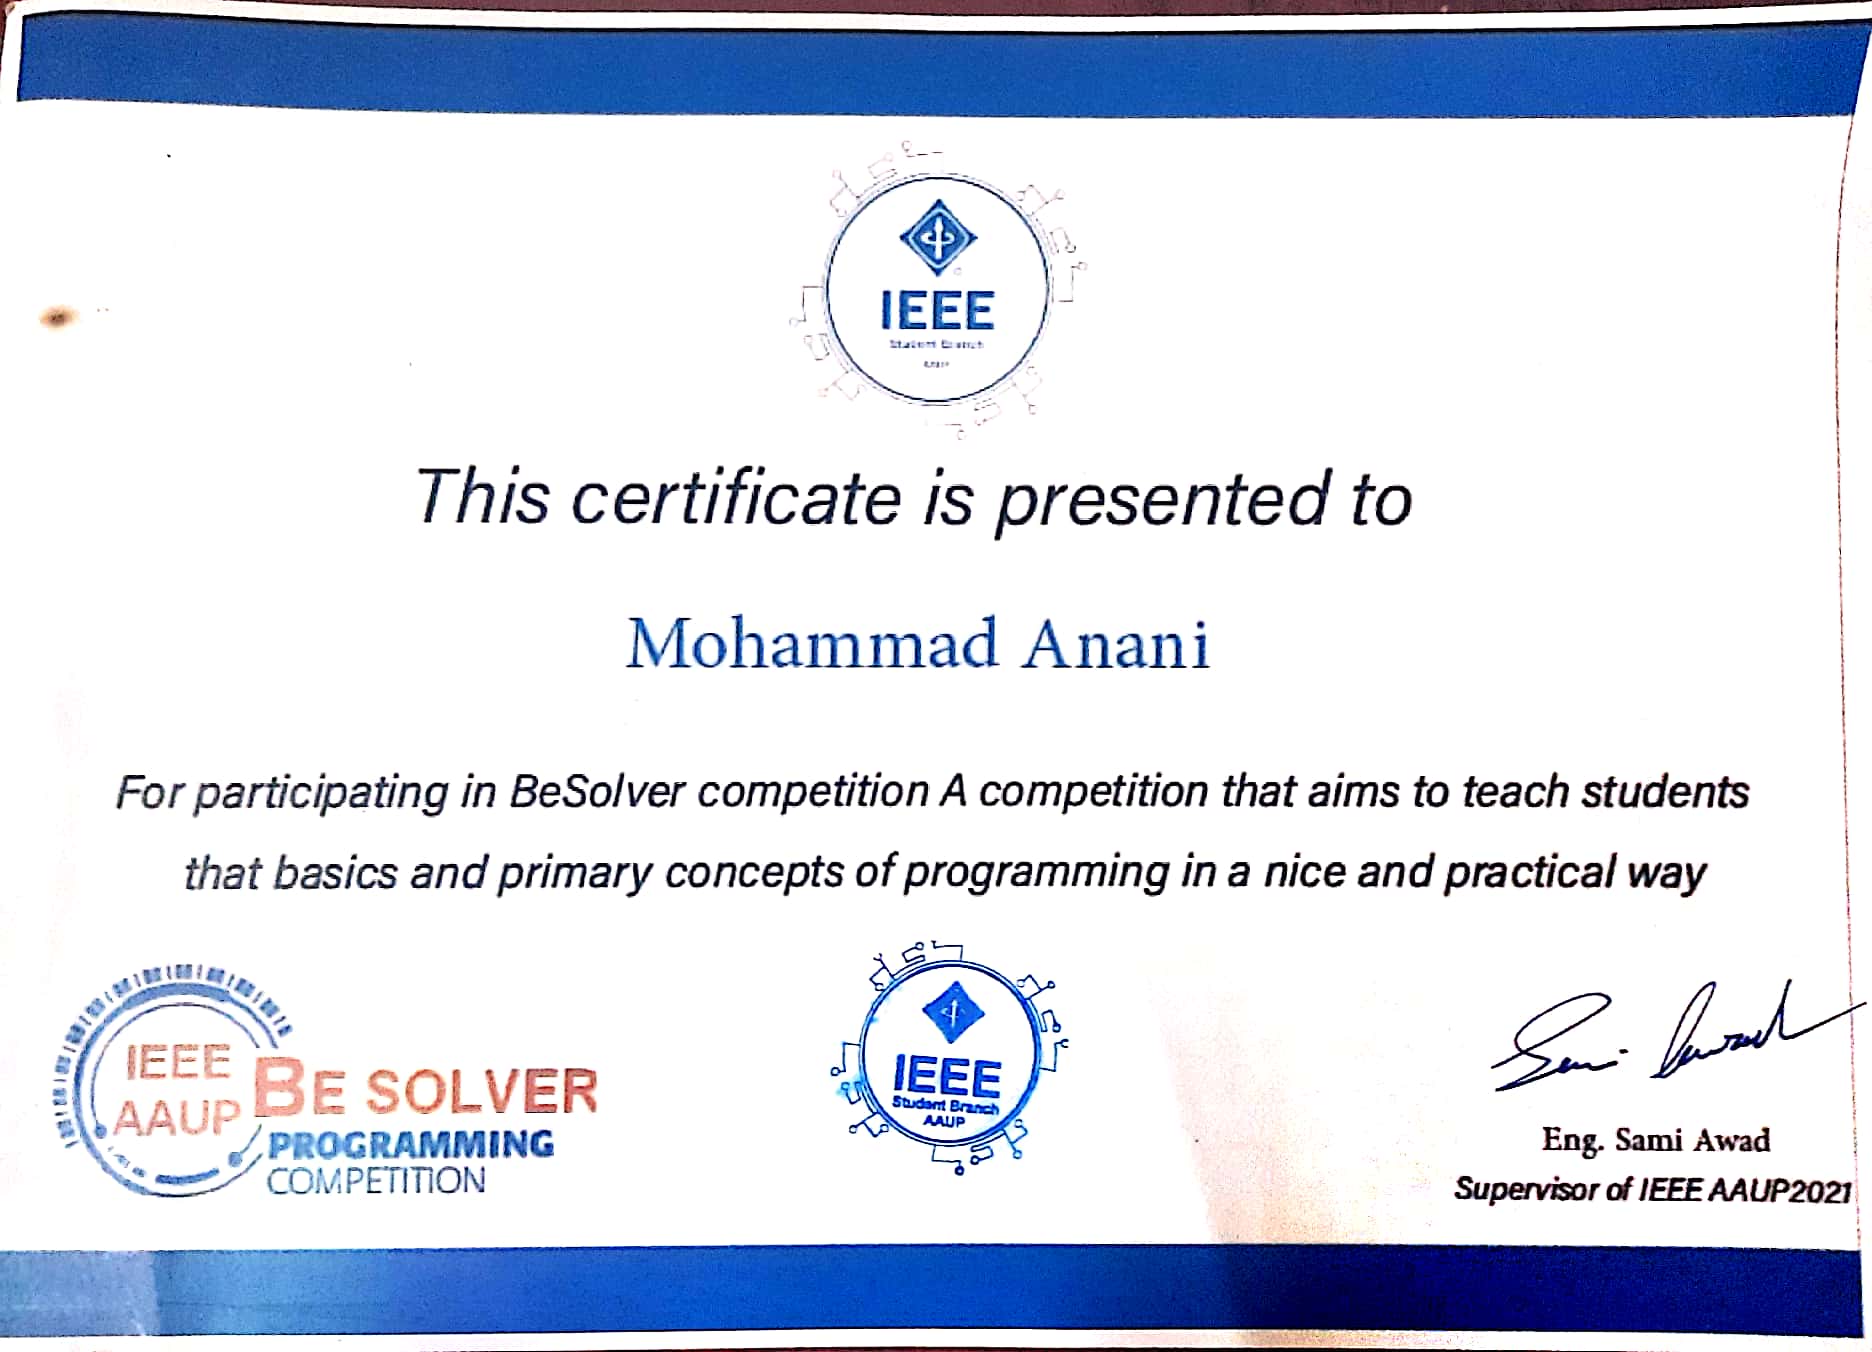 IEEE
Student Branch
AAUP
This certificate is presented to
Mohammad Anani
For participating in BeSolver competition A competition that aims to teach students
that basics and primary concepts of programming in a nice and practical way
IEEE
AAUP
BE SOLVER
PROGRAMMING
COMPETITION
IEEE
Student Branch
AAUP
Sami Awad
Eng. Sami Awad
Supervisor of IEEE AAUP2021